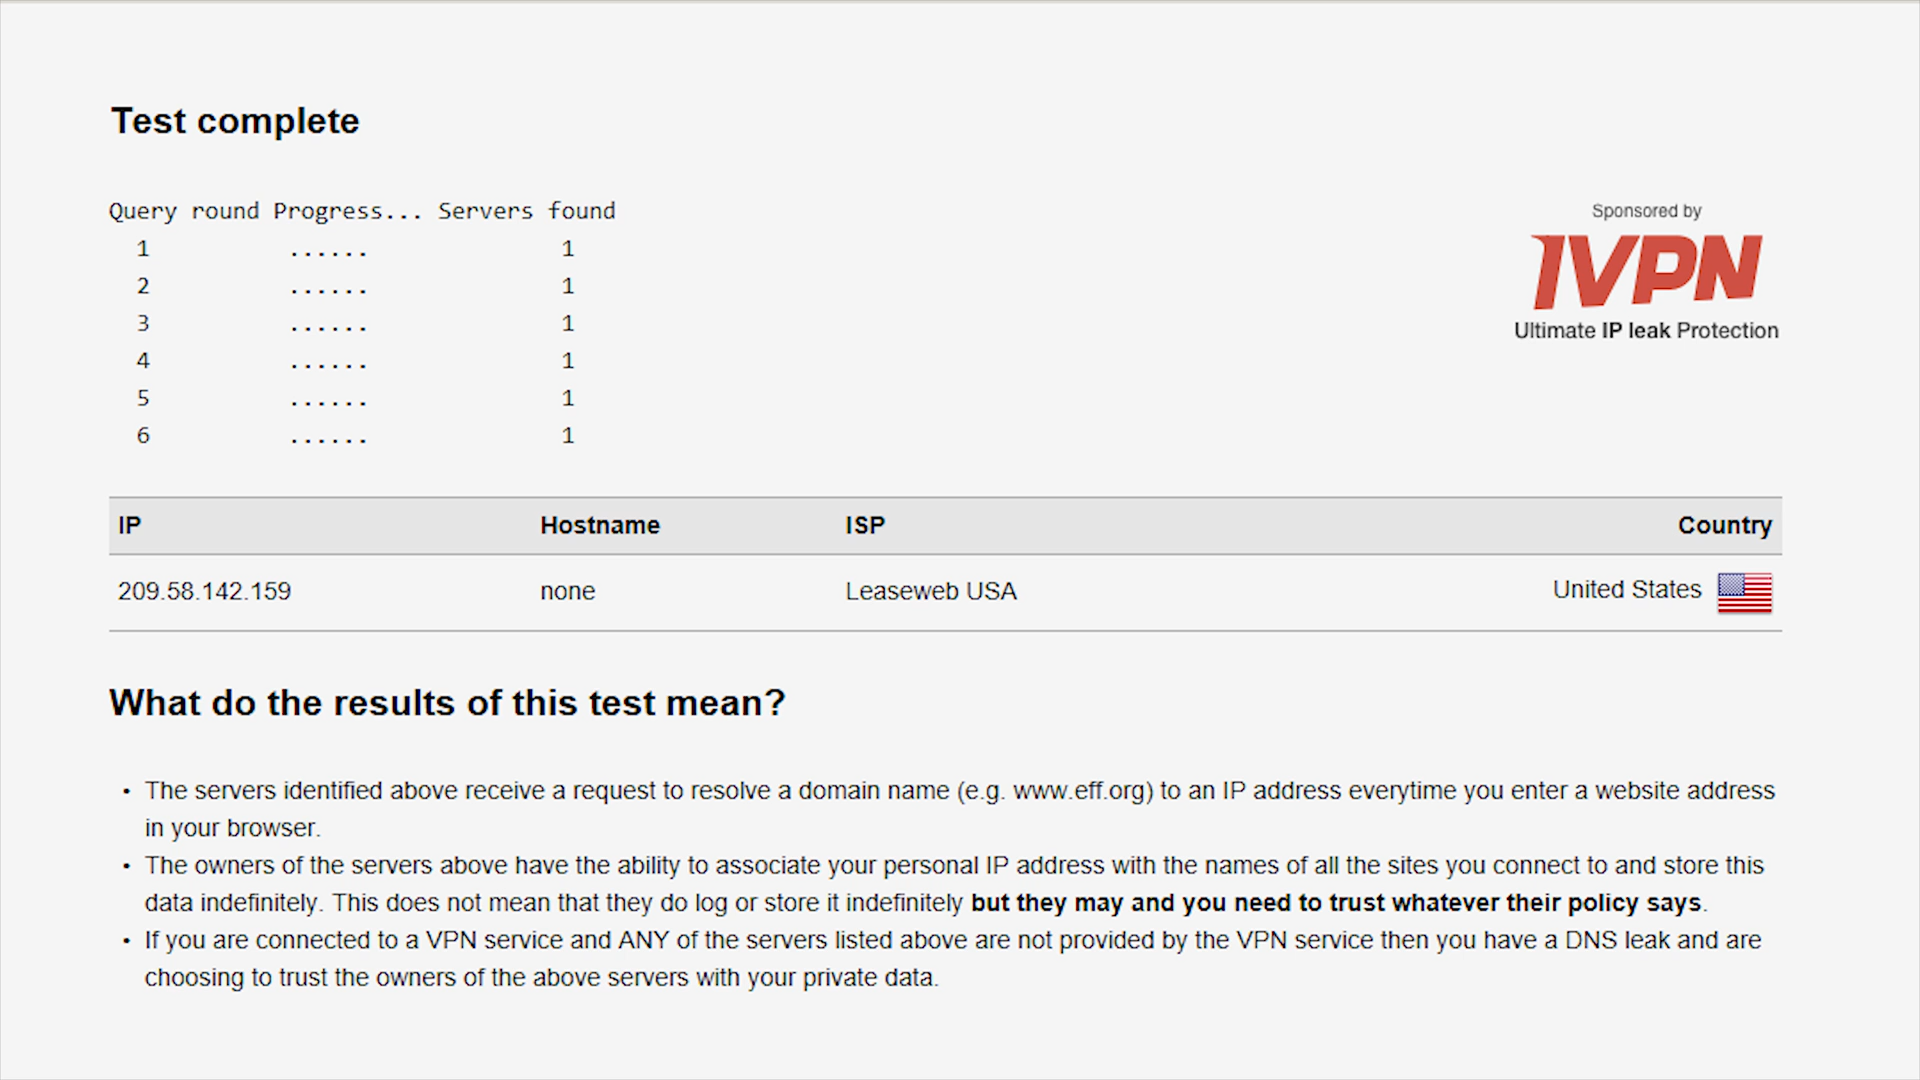 Test complete
Query round Progress... Servers found
1 ...... 1
2 ...... 1
3 ...... 1
4 ...... 1
5 ...... 1
6 ...... 1
Sponsored by
IVPN
Ultimate IP leak Protection
IP Hostname ISP Country
209.58.142.159 none Leaseweb USA United States
What do the results of this test mean?
• The servers identified above receive a request to resolve a domain name (e.g. www.eff.org) to an IP address everytime you enter a website address
in your browser.
• The owners of the servers above have the ability to associate your personal IP address with the names of all the sites you connect to and store this
data indefinitely. This does not mean that they do log or store it indefinitely but they may and you need to trust whatever their policy says.
• If you are connected to a VPN service and ANY of the servers listed above are not provided by the VPN service then you have a DNS leak and are
choosing to trust the owners of the above servers with your private data.